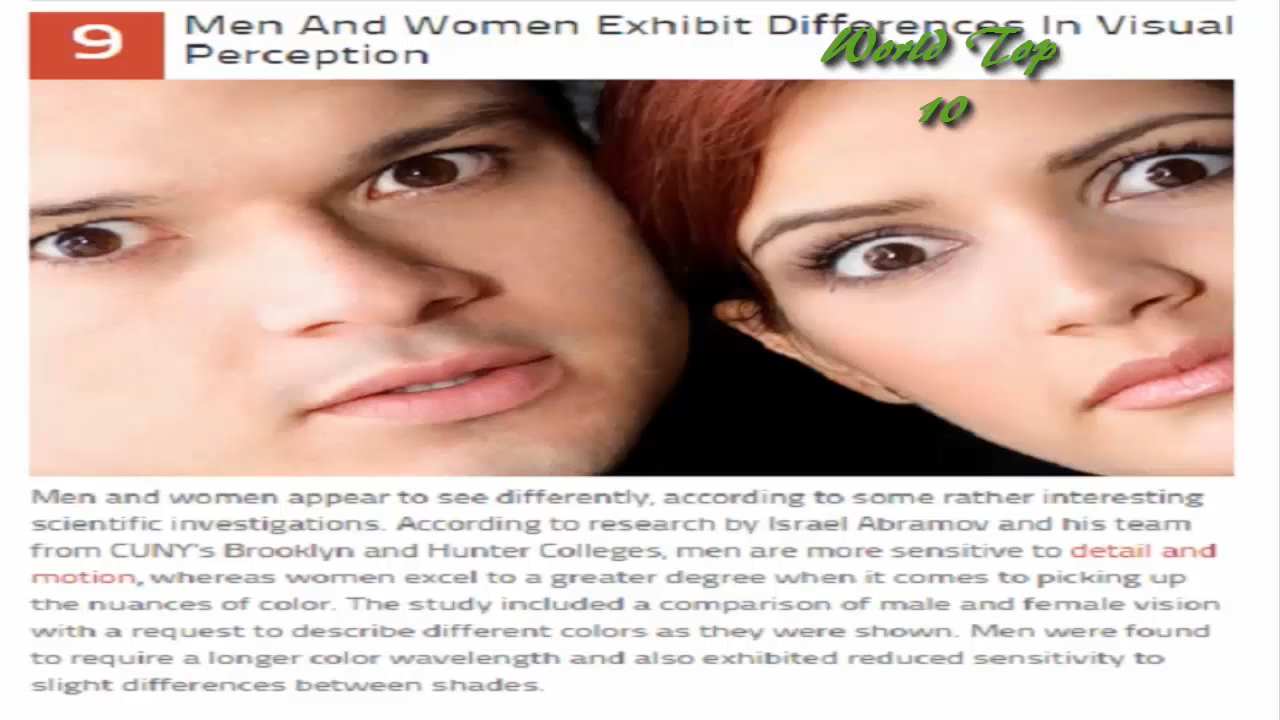 9
Men And Women Exhibit Differences In Visual
Perception
World Top
10
Men and women appear to see differently, according to some rather interesting
scientific investigations. According to research by Israel Abramov and his team
from CUNY's Brooklyn and Hunter Colleges, men are more sensitive to detail and
motion, whereas women excel to a greater degree when it comes to picking up
the nuances of color. The study included a comparison of male and female vision
with a request to describe different colors as they were shown. Men were found
to require a longer color wavelength and also exhibited reduced sensitivity to
slight differences between shades.